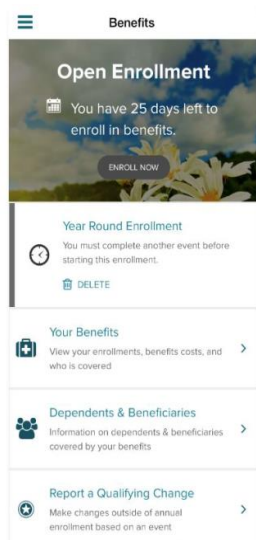 Benefits
Open Enrollment
You have 25 days left to
enroll in benefits.
ENROLL NOW
Year Round Enrollment
You must complete another event before
starting this enrollment.
DELETE
Your Benefits
View your enrollments, benefits costs, and
who is covered
Dependents & Beneficiaries
Information on dependents & beneficiaries
covered by your benefits
Report a Qualifying Change
Make changes outside of annual
enrollment based on an event